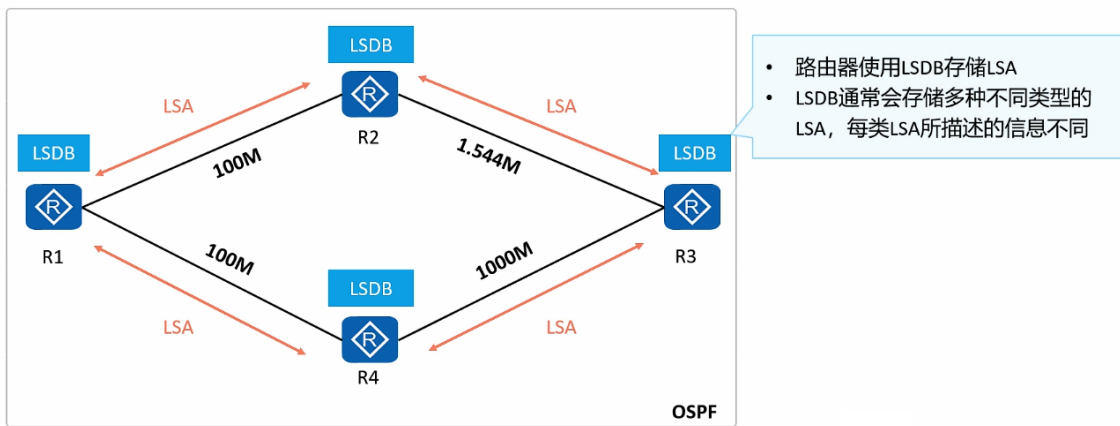 LSDB
LSA
LSA
R2
LSDB
100M
1.544M
LSDB
R1
R3
100M
1000M
LSDB
LSA
LSA
R4
OSPF
• 路由器使用LSDB存储LSA
• LSDB通常会存储多种不同类型的
LSA，每类LSA所描述的信息不同
R
R
R
R